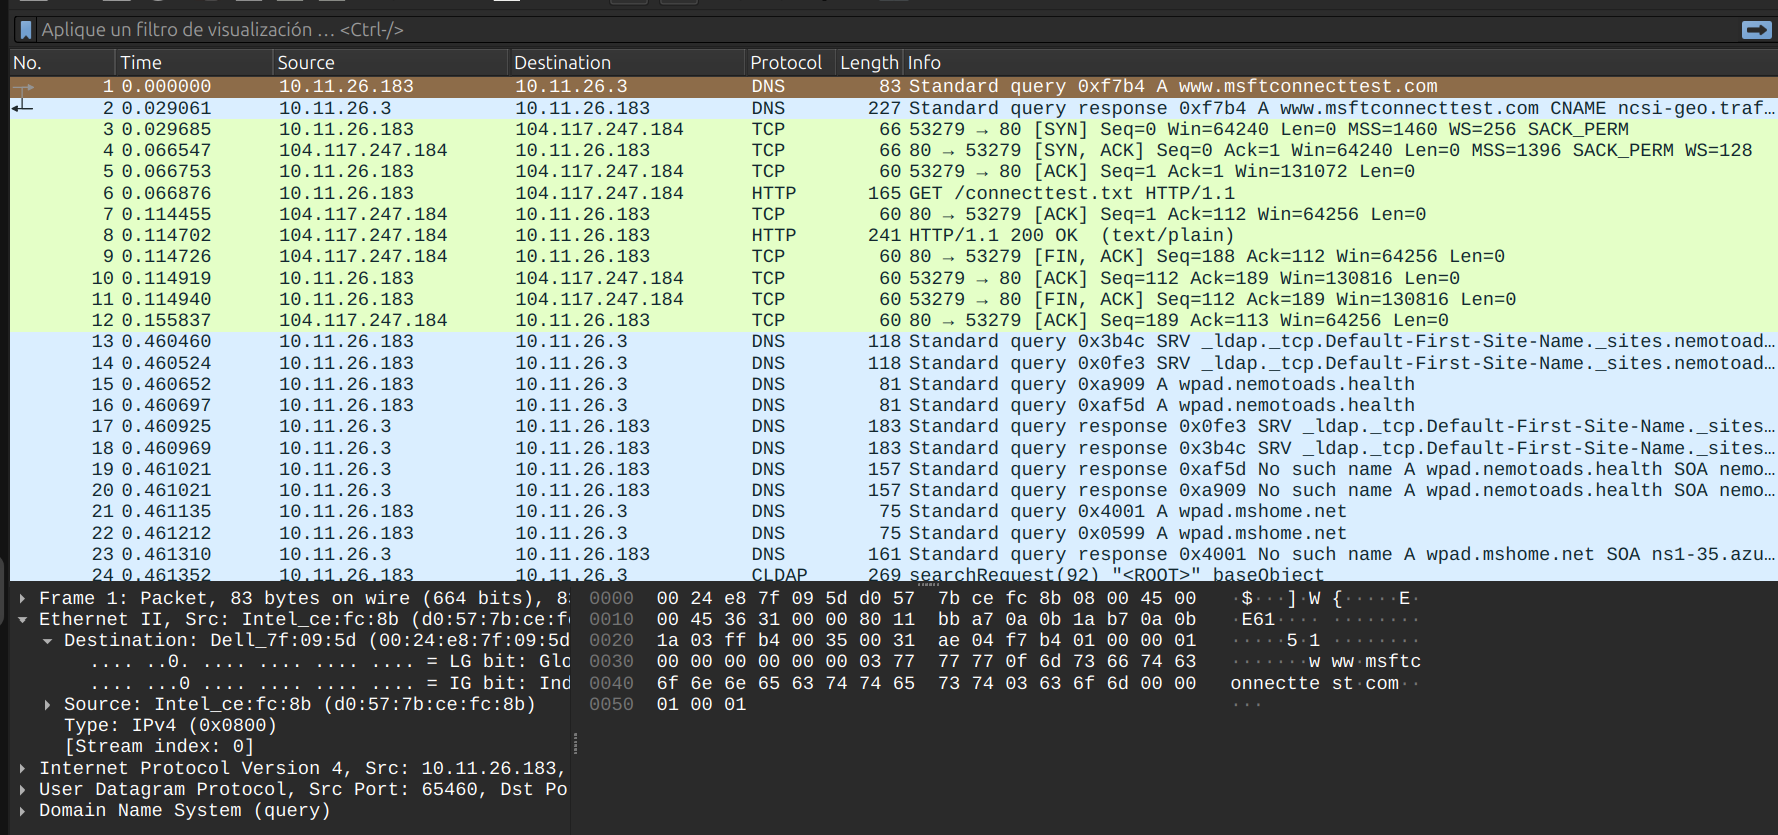 Aplique un filtro de visualización … <Ctrl-/>
No. Time Source Destination Protocol Length Info
1 0.000000 10.11.26.183 10.11.26.3 DNS 83 Standard query 0xf7b4 A www.msftconnecttest.com
2 0.029061 10.11.26.3 10.11.26.183 DNS 227 Standard query response 0xf7b4 A www.msftconnecttest.com CNAME ncsi-geo.traf…
3 0.029685 10.11.26.183 104.117.247.184 TCP 66 53279 → 80 [SYN] Seq=0 Win=64240 Len=0 MSS=1460 WS=256 SACK_PERM
4 0.066547 104.117.247.184 10.11.26.183 TCP 66 80 → 53279 [SYN, ACK] Seq=0 Ack=1 Win=64240 Len=0 MSS=1396 SACK_PERM WS=128
5 0.066753 10.11.26.183 104.117.247.184 TCP 60 53279 → 80 [ACK] Seq=1 Ack=1 Win=131072 Len=0
6 0.066876 10.11.26.183 104.117.247.184 HTTP 165 GET /connecttest.txt HTTP/1.1
7 0.114455 104.117.247.184 10.11.26.183 TCP 60 80 → 53279 [ACK] Seq=1 Ack=112 Win=64256 Len=0
8 0.114702 104.117.247.184 10.11.26.183 HTTP 241 HTTP/1.1 200 OK (text/plain)
9 0.114726 104.117.247.184 10.11.26.183 TCP 60 80 → 53279 [FIN, ACK] Seq=188 Ack=112 Win=64256 Len=0
10 0.114919 10.11.26.183 104.117.247.184 TCP 60 53279 → 80 [ACK] Seq=112 Ack=189 Win=130816 Len=0
11 0.114940 10.11.26.183 104.117.247.184 TCP 60 53279 → 80 [FIN, ACK] Seq=112 Ack=189 Win=130816 Len=0
12 0.155837 104.117.247.184 10.11.26.183 TCP 60 80 → 53279 [ACK] Seq=189 Ack=113 Win=64256 Len=0
13 0.460460 10.11.26.183 10.11.26.3 DNS 118 Standard query 0x3b4c SRV _ldap._tcp.Default-First-Site-Name._sites.nemotoad…
14 0.460524 10.11.26.183 10.11.26.3 DNS 118 Standard query 0x0fe3 SRV _ldap._tcp.Default-First-Site-Name._sites.nemotoad…
15 0.460652 10.11.26.183 10.11.26.3 DNS 81 Standard query 0xa909 A wpad.nemotoads.health
16 0.460697 10.11.26.183 10.11.26.3 DNS 81 Standard query 0xaf5d A wpad.nemotoads.health
17 0.460925 10.11.26.3 10.11.26.183 DNS 183 Standard query response 0x0fe3 SRV _ldap._tcp.Default-First-Site-Name._sites…
18 0.460969 10.11.26.3 10.11.26.183 DNS 183 Standard query response 0x3b4c SRV _ldap._tcp.Default-First-Site-Name._sites…
19 0.461021 10.11.26.3 10.11.26.183 DNS 157 Standard query response 0xaf5d No such name A wpad.nemotoads.health SOA nemo…
20 0.461021 10.11.26.3 10.11.26.183 DNS 157 Standard query response 0xa909 No such name A wpad.nemotoads.health SOA nemo…
21 0.461135 10.11.26.183 10.11.26.3 DNS 75 Standard query 0x4001 A wpad.mshome.net
22 0.461212 10.11.26.183 10.11.26.3 DNS 75 Standard query 0x0599 A wpad.mshome.net
23 0.461310 10.11.26.3 10.11.26.183 DNS 161 Standard query response 0x4001 No such name A wpad.mshome.net SOA ns1-35.azu…
24 0.461352 10.11.26.183 10.11.26.3 CLDAP 269 searchRequest(92) "<ROOT>" baseObject
Frame 1: Packet, 83 bytes on wire (664 bits), 83
Ethernet II, Src: Intel_ce:fc:8b (d0:57:7b:ce:fc
Destination: Dell_7f:09:5d (00:24:e8:7f:09:5d
.... ..0. .... .... .... .... = LG bit: Glo
.... ...0 .... .... .... .... = IG bit: Ind
Source: Intel_ce:fc:8b (d0:57:7b:ce:fc:8b)
Type: IPv4 (0x0800)
[Stream index: 0]
Internet Protocol Version 4, Src: 10.11.26.183,
User Datagram Protocol, Src Port: 65460, Dst Po
Domain Name System (query)
0000 00 24 e8 7f 09 5d d0 57 7b ce fc 8b 08 00 45 00 ·$···]·W {·····E·
0010 00 45 36 31 00 00 80 11 bb a7 0a 0b 1a b7 0a 0b ·E61···· ········
0020 1a 03 ff b4 00 35 00 31 ae 04 f7 b4 01 00 00 01 ·····5·1 ········
0030 00 00 00 00 00 00 03 77 77 77 0f 6d 73 66 74 63 ·······w ww·msftc
0040 6f 6e 6e 65 63 74 74 65 73 74 03 63 6f 6d 00 00 onnectte st·com··
0050 01 00 01 ···